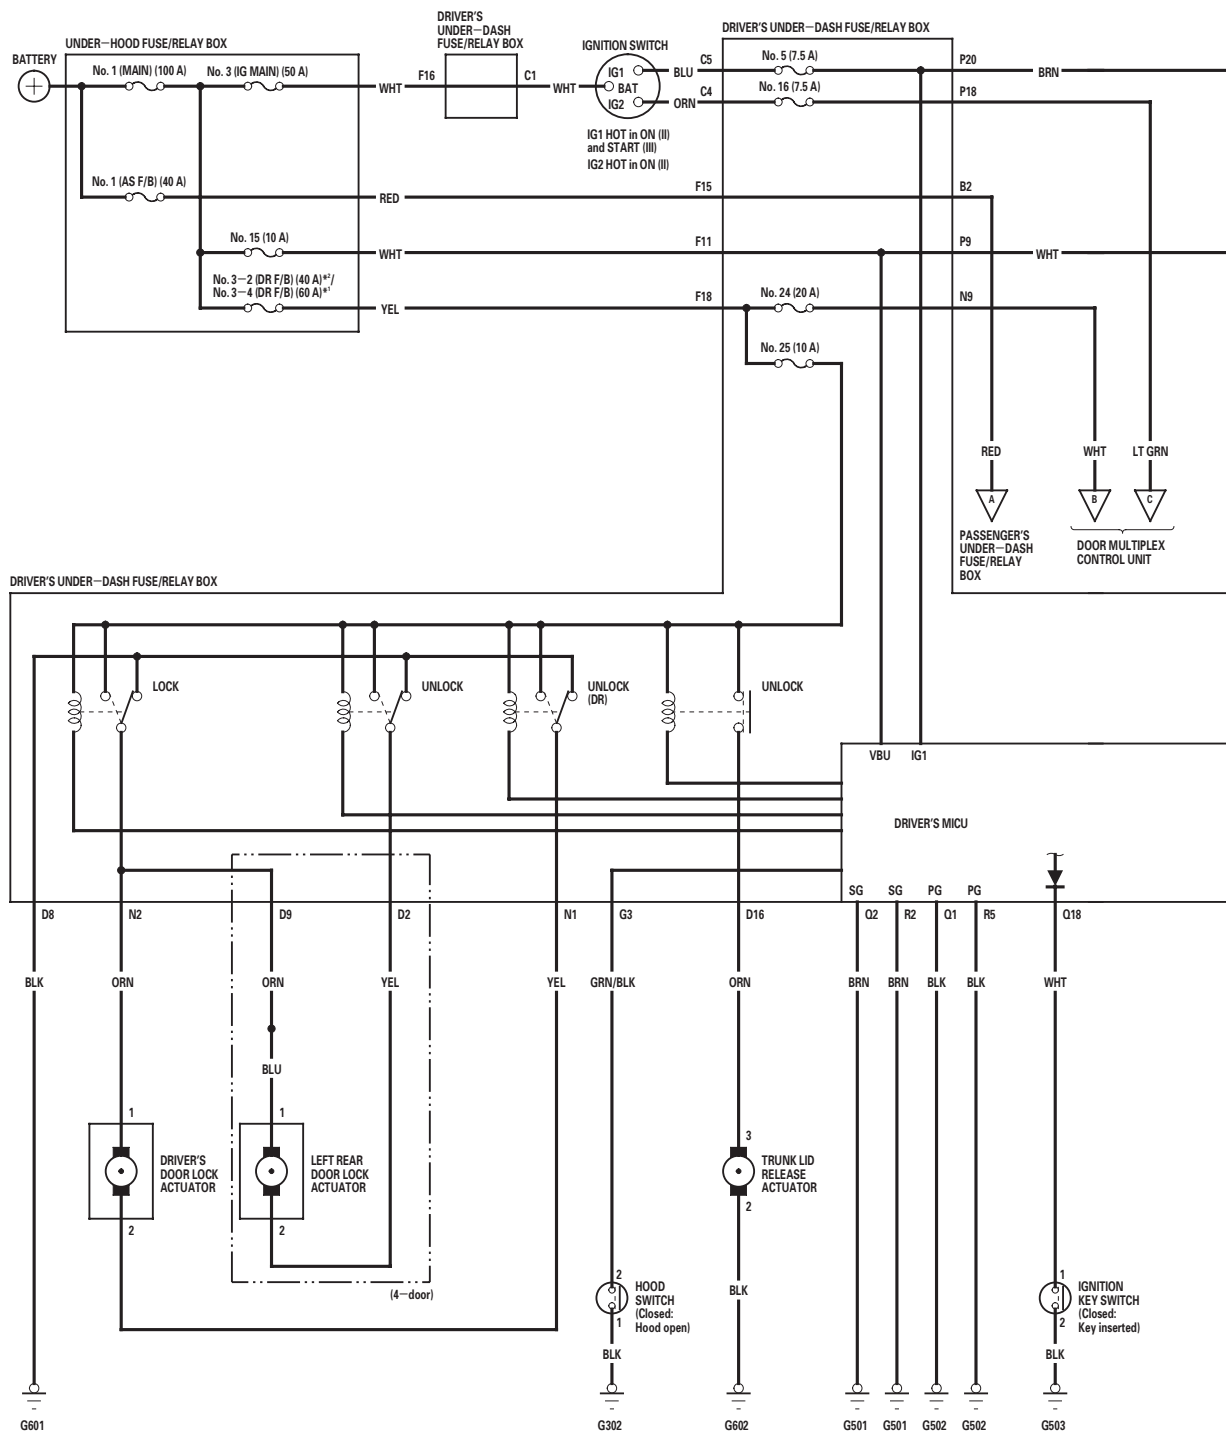 DRIVER'S
UNDER—DASH
FUSE/RELAY BOX
DRIVER'S UNDER—DASH FUSE/RELAY BOX
UNDER—HOOD FUSE/RELAY BOX
IGNITION SWITCH
BATTERY
No. 1 (MAIN) (100 A)
No. 3 (IG MAIN) (50 A)
WHT
F16
C1
WHT
IG1
BAT
IG2
BLU
C5
No. 5 (7.5 A)
P20
BRN
ORN
C4
No. 16 (7.5 A)
P18
IG1 HOT in ON (II)
and START (III)
IG2 HOT in ON (II)
No. 1 (AS F/B) (40 A)
RED
F15
B2
No. 15 (10 A)
WHT
F11
P9
WHT
No. 3—2 (DR F/B) (40 A)*2/
No. 3—4 (DR F/B) (60 A)*1
YEL
F18
No. 24 (20 A)
N9
No. 25 (10 A)
RED
WHT
LT GRN
A
B
C
PASSENGER'S
UNDER—DASH
FUSE/RELAY
BOX
DOOR MULTIPLEX
CONTROL UNIT
DRIVER'S UNDER—DASH FUSE/RELAY BOX
LOCK
UNLOCK
UNLOCK
(DR)
UNLOCK
VBU
IG1
DRIVER'S MICU
SG
SG
PG
PG
D8
N2
D9
D2
N1
G3
D16
Q2
R2
Q1
R5
Q18
BLK
ORN
ORN
YEL
YEL
GRN/BLK
ORN
BRN
BRN
BLK
BLK
WHT
BLU
1
1
3
DRIVER'S
DOOR LOCK
ACTUATOR
LEFT REAR
DOOR LOCK
ACTUATOR
TRUNK LID
RELEASE
ACTUATOR
2
2
2
(4—door)
2
HOOD
SWITCH
(Closed:
Hood open)
1
BLK
BLK
1
IGNITION
KEY SWITCH
(Closed:
Key inserted)
2
BLK
G601
G302
G602
G501
G501
G502
G502
G503